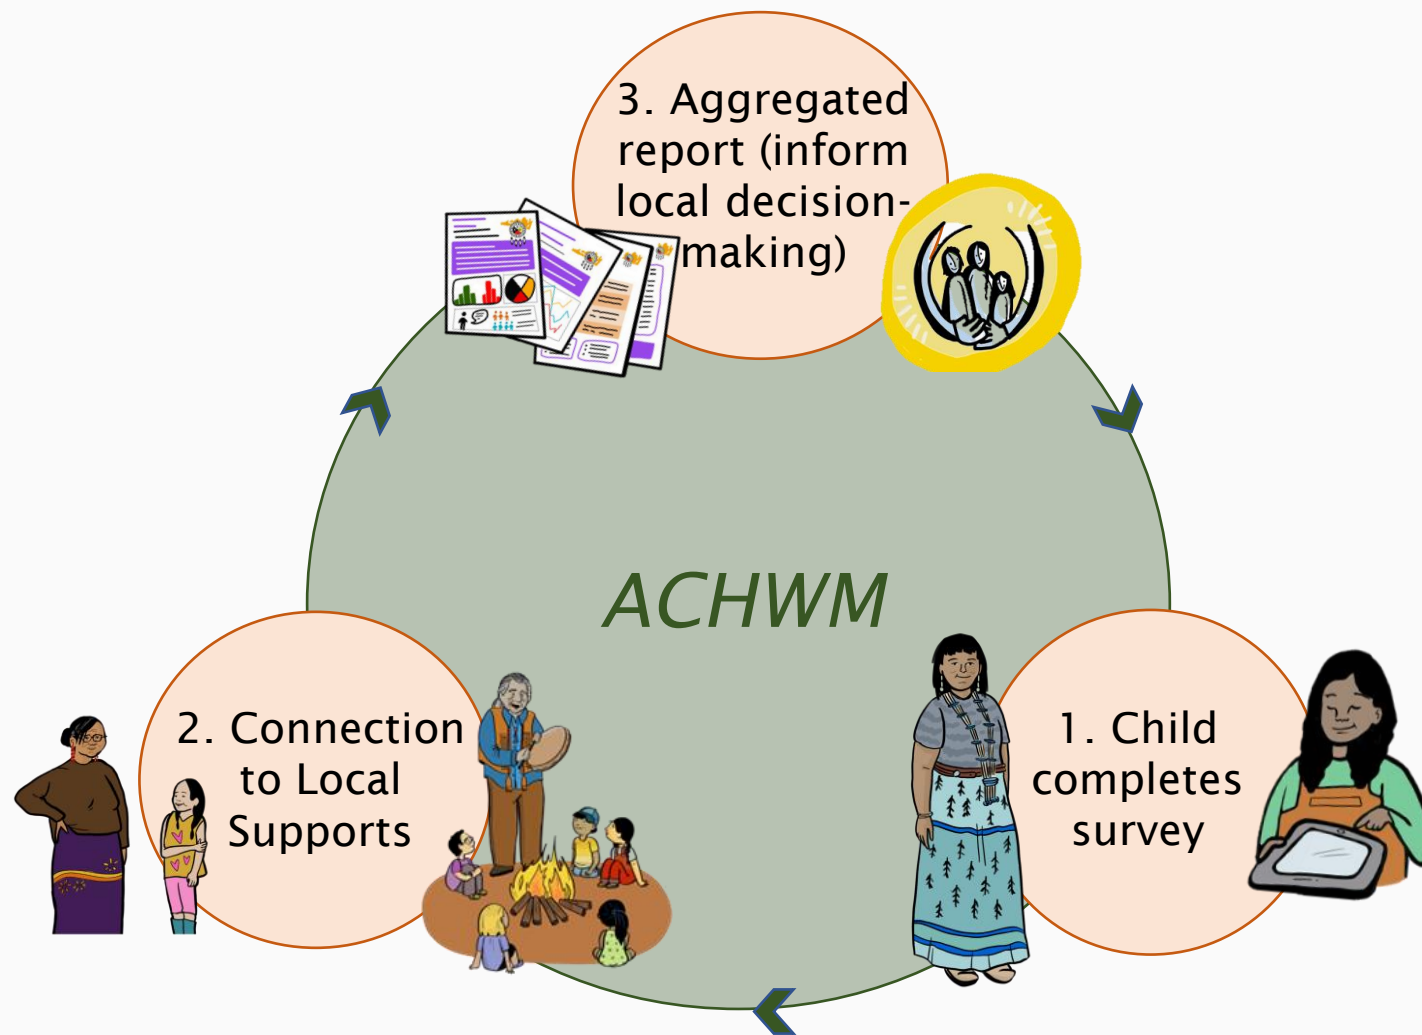 3. Aggregated
report (inform
local decision-
making)
ACHWM
2. Connection
to Local
Supports
1. Child
completes
survey